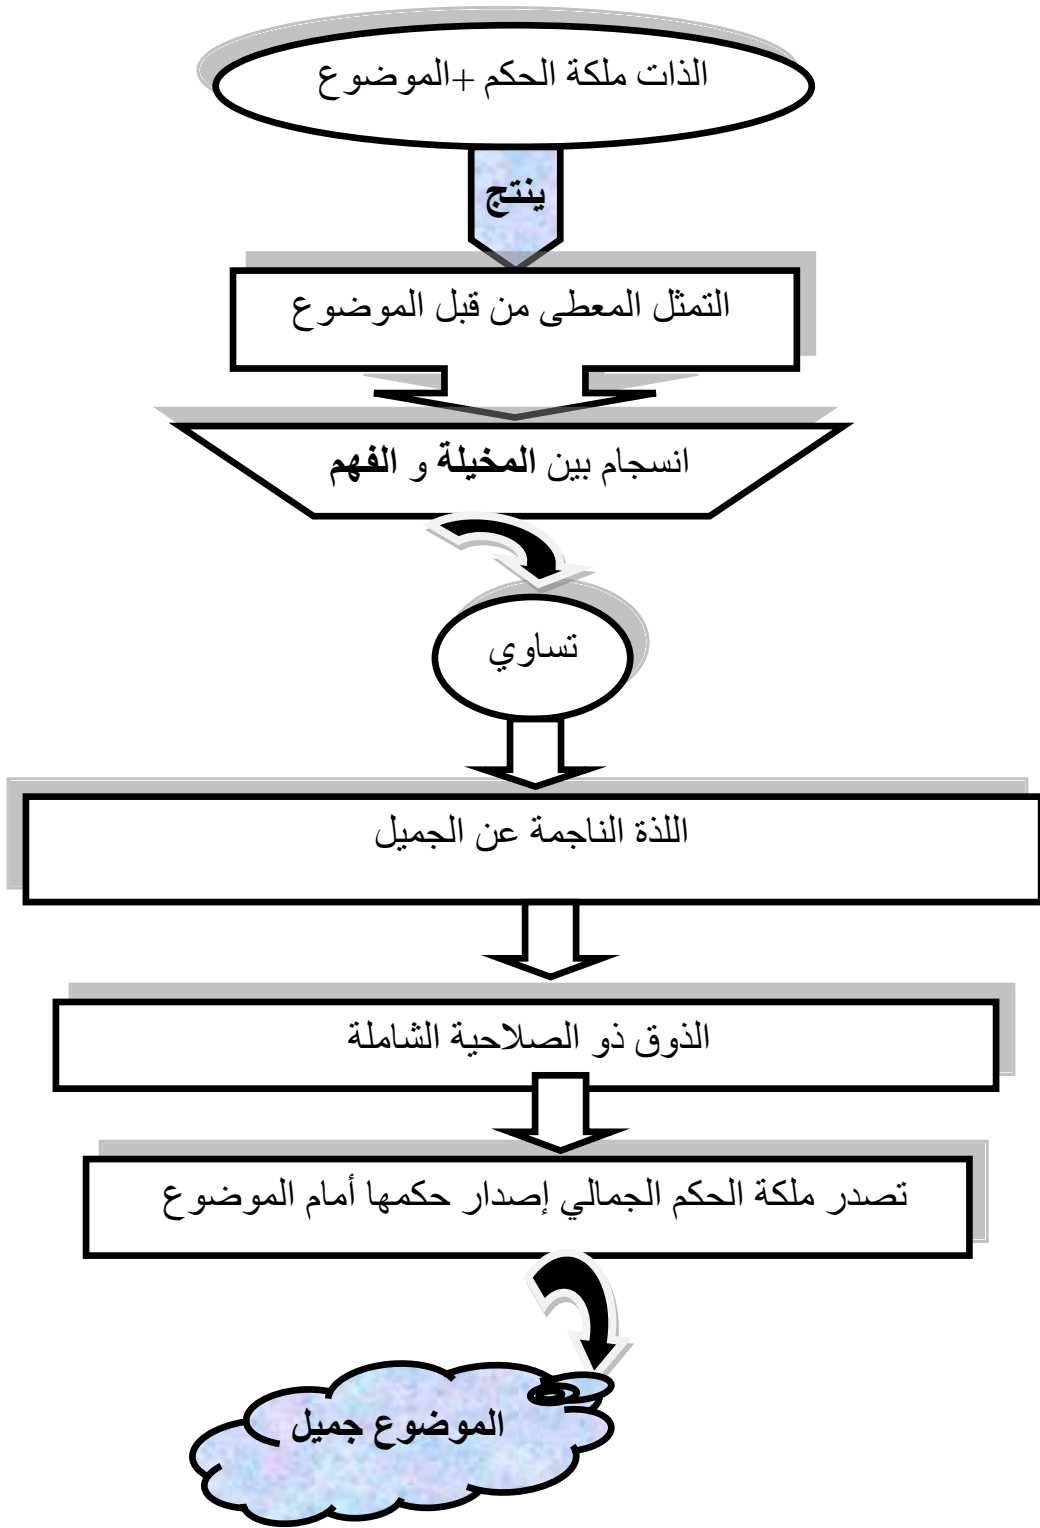 الذات ملكة الحكم +الموضوع
ينتج
التمثل المعطى من قبل الموضوع
انسجام بين المخيلة و الفهم
تساوي
اللذة الناجمة عن الجميل
الذوق ذو الصلاحية الشاملة
تصدر ملكة الحكم الجمالي إصدار حكمها أمام الموضوع
الموضوع جميل